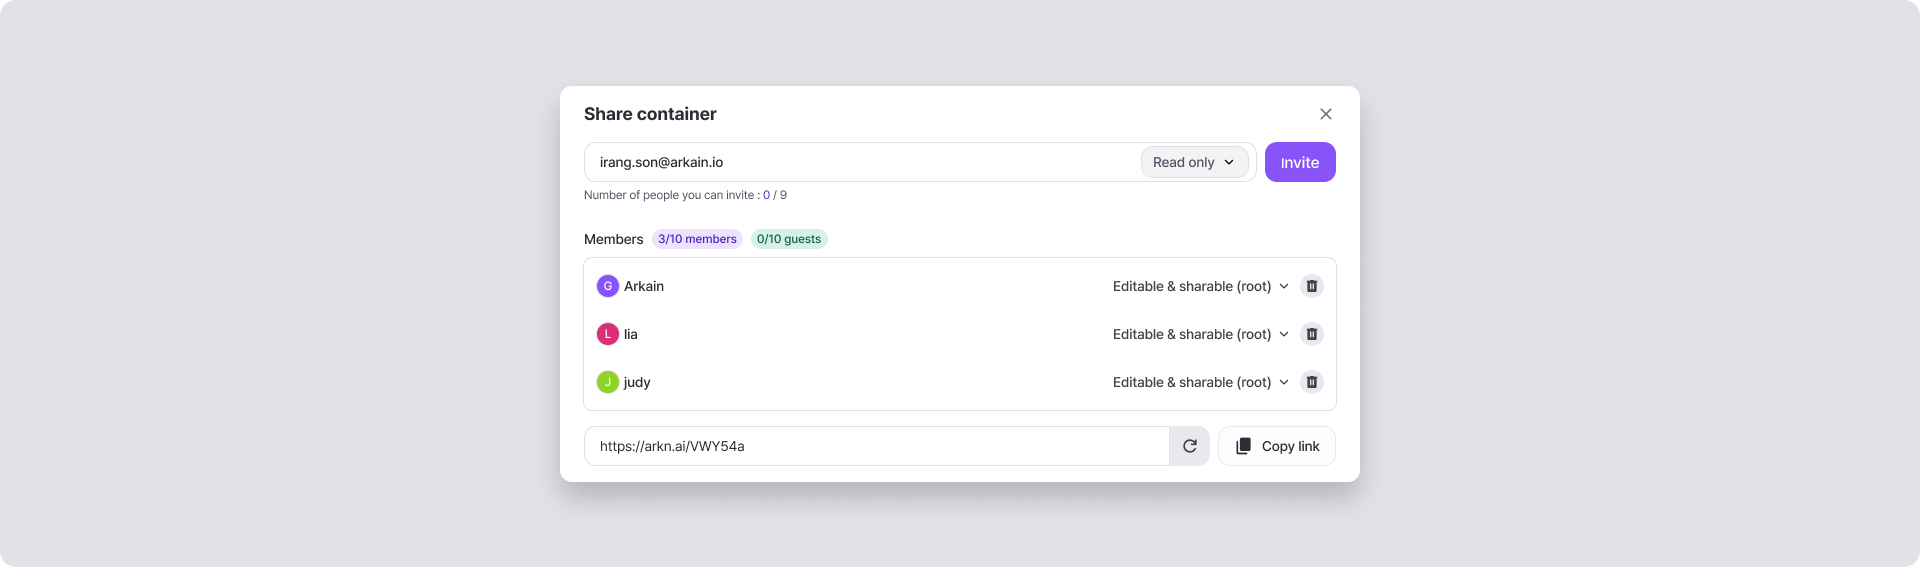 Share container
irang.son@arkain.io Read only Invite
Number of people you can invite : 0 / 9
Members 3/10 members 0/10 guests
G Arkain Editable & sharable (root)
L lia Editable & sharable (root)
J judy Editable & sharable (root)
https://arkn.ai/VWY54a Copy link